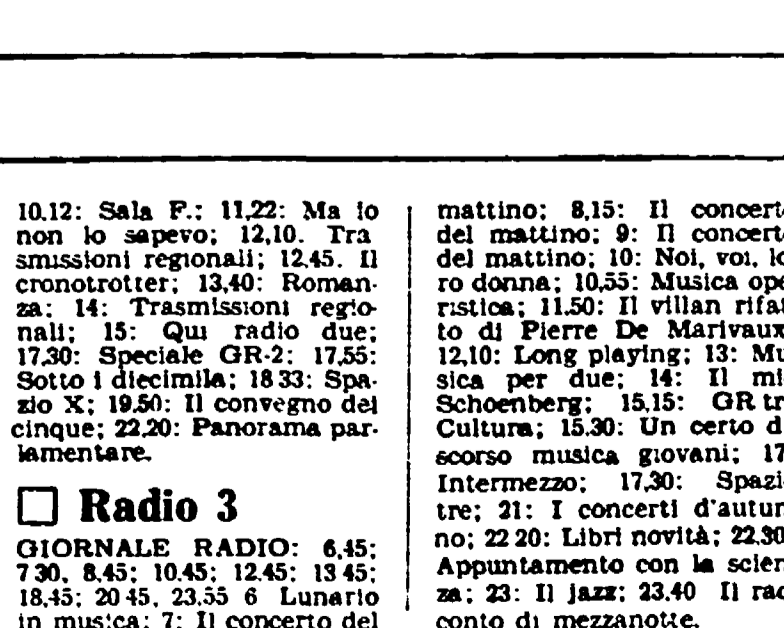 10.12: Sala F.: 11,22: Ma io
non lo sapevo; 12,10. Tra
smissioni regionali; 12,45. Il
cronotrotter; 13,40: Roman-
za; 14: Trasmissioni regio-
nali; 15: Qui radio due;
17,30: Speciale GR-2; 17,55:
Sotto i diecimila; 18 33: Spa-
zio X; 19,50: Il convegno dei
cinque; 22,20: Panorama par-
lamentare.
□ Radio 3
GIORNALE RADIO: 6,45;
7 30, 8,45; 10.45; 12.45; 13 45;
18,45; 20 45, 23,55 6 Lunario
in musica; 7: Il concerto del
mattino; 8,15: Il concert
del mattino; 9: Il concert
del mattino; 10: Noi, voi, lo
ro donna; 10,55: Musica ope
ristica; 11.50: Il villan rifa
to di Pierre De Marivaux
12,10: Long playing; 13: Mu
sica per due; 14: Il mi
Schoenberg; 15,15: GR tr
Cultura; 15.30: Un certo d
scorso musica giovani; 17
Intermezzo; 17,30: Spazi
tre; 21: I concerti d'autun
no; 22 20: Libri novità; 22,30
Appuntamento con la scien
za; 23: Il jazz; 23.40 Il rac
conto di mezzanotte.